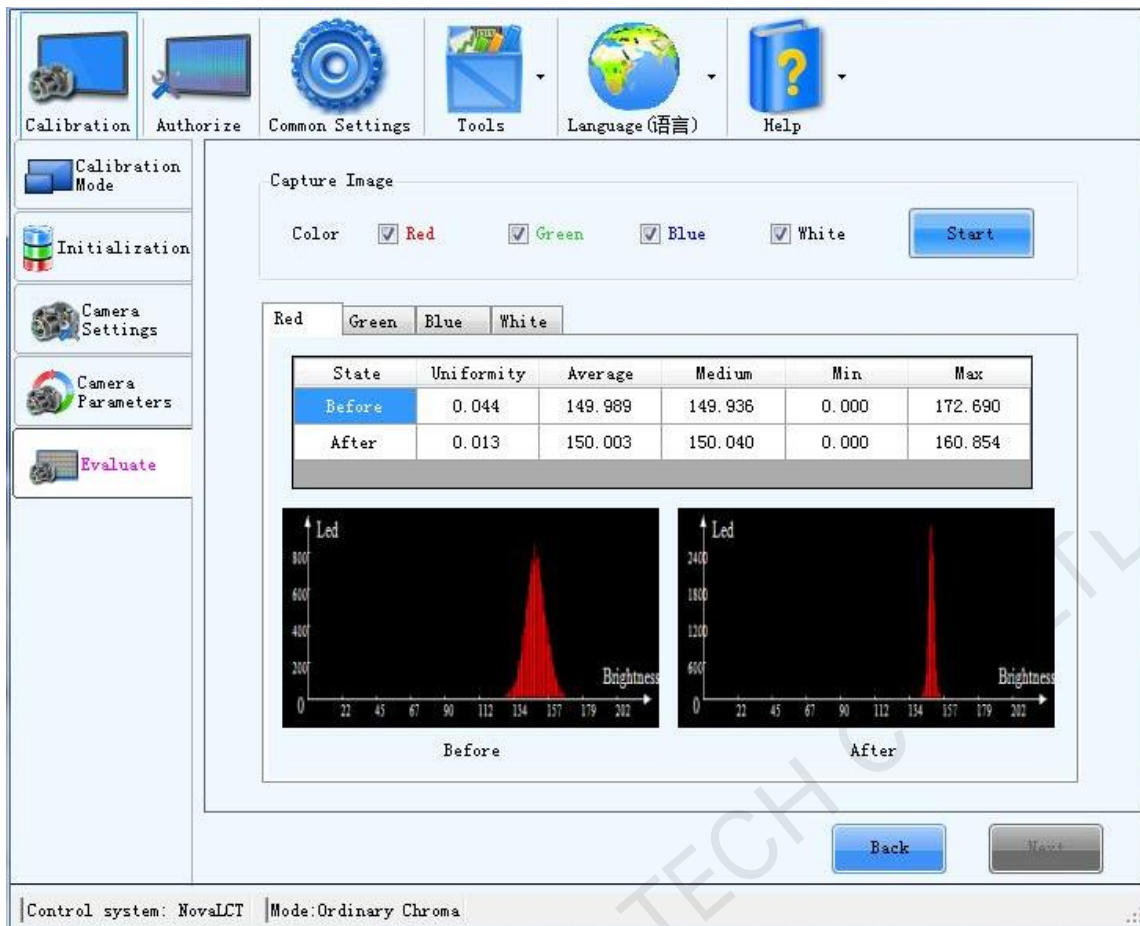 Calibration Authorize Common Settings Tools Language(语言) Help
Calibration
Mode
Initialization
Camera
Settings
Camera
Parameters
Evaluate
Capture Image
Color Red Green Blue White Start
Red Green Blue White
State Uniformity Average Medium Min Max
Before 0.044 149.989 149.936 0.000 172.690
After 0.013 150.003 150.040 0.000 160.854
Led
800
600
400
200
0
Brightness
22 45 67 90 112 134 157 179 202
Before
Led
2400
1800
1200
600
0
Brightness
22 45 67 90 112 134 157 179 202
After
Back Next
Control system: NovaLCT Mode:Ordinary Chroma
TECH C